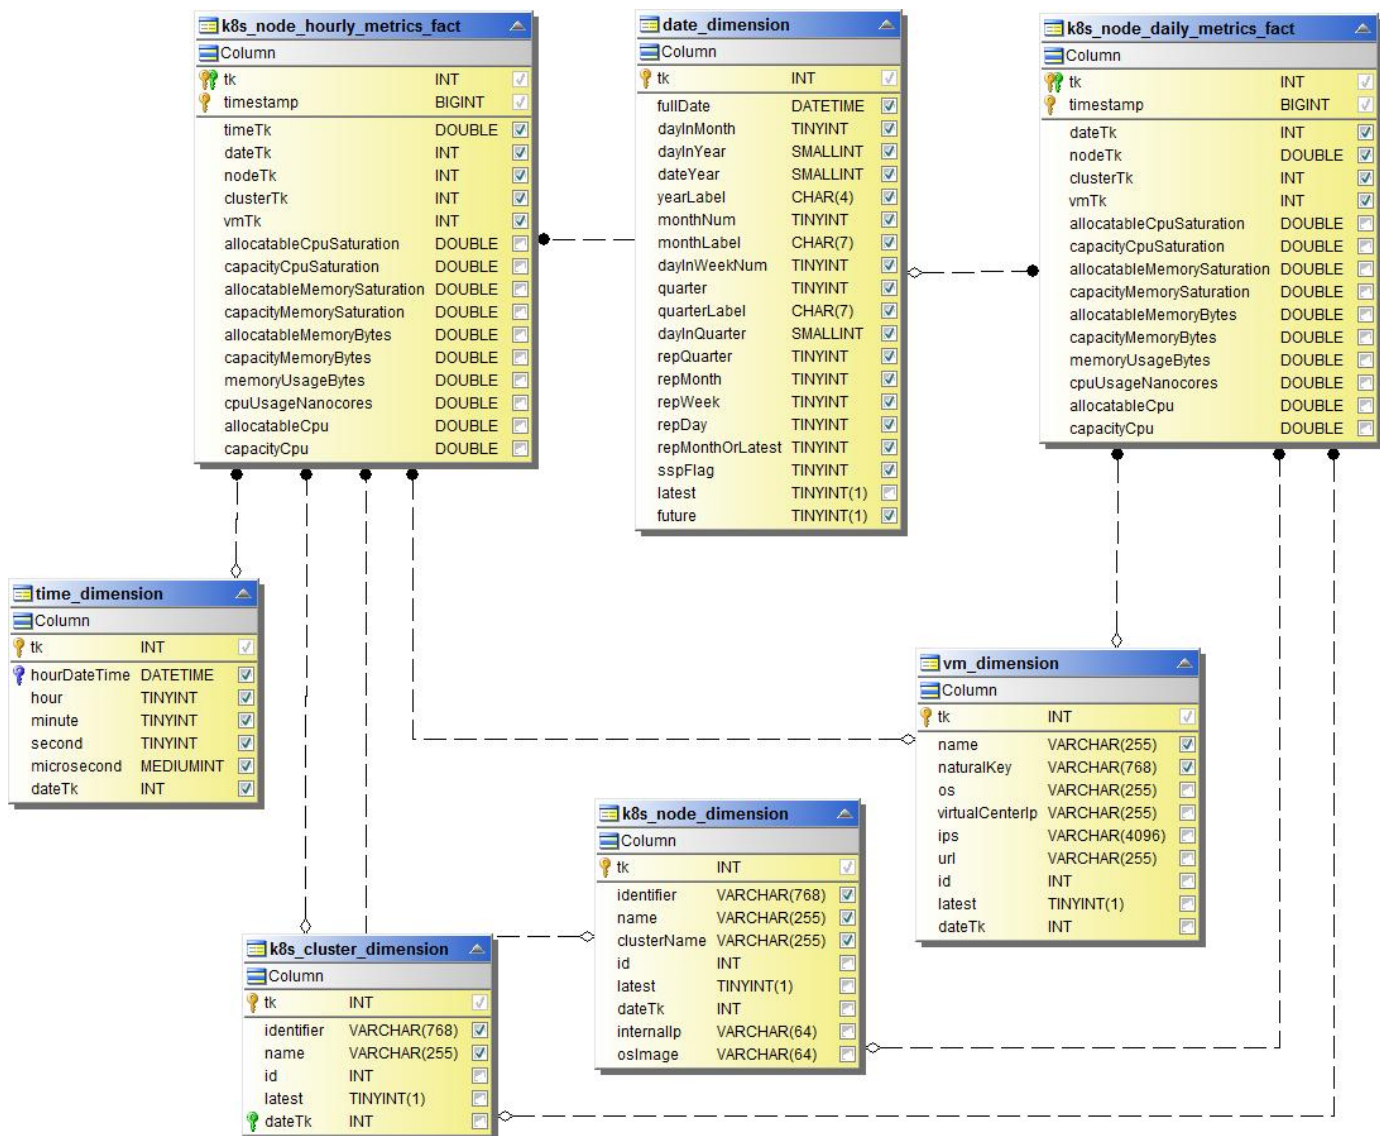 k8s_node_hourly_metrics_fact
Column
tk INT
timestamp BIGINT
timeTk DOUBLE
dateTk INT
nodeTk INT
clusterTk INT
vmTk INT
allocatableCpuSaturation DOUBLE
capacityCpuSaturation DOUBLE
allocatableMemorySaturation DOUBLE
capacityMemorySaturation DOUBLE
allocatableMemoryBytes DOUBLE
capacityMemoryBytes DOUBLE
memoryUsageBytes DOUBLE
cpuUsageNanocores DOUBLE
allocatableCpu DOUBLE
capacityCpu DOUBLE
date_dimension
Column
tk INT
fullDate DATETIME
dayInMonth TINYINT
dayInYear SMALLINT
dateYear SMALLINT
yearLabel CHAR(4)
monthNum TINYINT
monthLabel CHAR(7)
dayInWeekNum TINYINT
quarter TINYINT
quarterLabel CHAR(7)
dayInQuarter SMALLINT
repQuarter TINYINT
repMonth TINYINT
repWeek TINYINT
repDay TINYINT
repMonthOrLatest TINYINT
sspFlag TINYINT
latest TINYINT(1)
future TINYINT(1)
k8s_node_daily_metrics_fact
Column
tk INT
timestamp BIGINT
dateTk INT
nodeTk DOUBLE
clusterTk INT
vmTk INT
allocatableCpuSaturation DOUBLE
capacityCpuSaturation DOUBLE
allocatableMemorySaturation DOUBLE
capacityMemorySaturation DOUBLE
allocatableMemoryBytes DOUBLE
capacityMemoryBytes DOUBLE
memoryUsageBytes DOUBLE
cpuUsageNanocores DOUBLE
allocatableCpu DOUBLE
capacityCpu DOUBLE
time_dimension
Column
tk INT
hourDateTime DATETIME
hour TINYINT
minute TINYINT
second TINYINT
microsecond MEDIUMINT
dateTk INT
vm_dimension
Column
tk INT
name VARCHAR(255)
naturalKey VARCHAR(768)
os VARCHAR(255)
virtualCenterIp VARCHAR(255)
ips VARCHAR(4096)
url VARCHAR(255)
id INT
latest TINYINT(1)
dateTk INT
k8s_node_dimension
Column
tk INT
identifier VARCHAR(768)
name VARCHAR(255)
clusterName VARCHAR(255)
id INT
latest TINYINT(1)
dateTk INT
internalIp VARCHAR(64)
osImage VARCHAR(64)
k8s_cluster_dimension
Column
tk INT
identifier VARCHAR(768)
name VARCHAR(255)
id INT
latest TINYINT(1)
dateTk INT